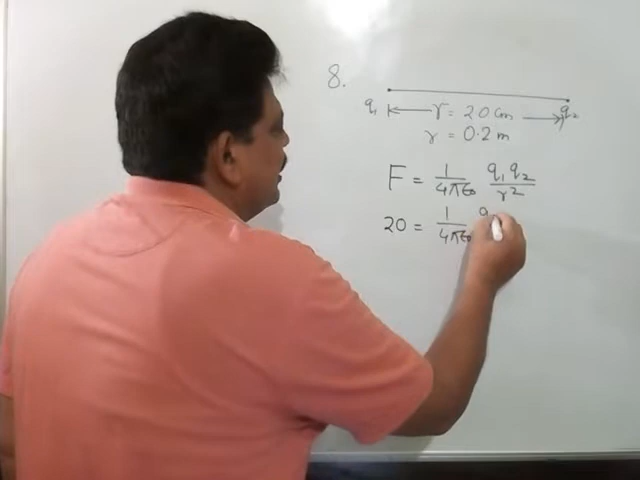 8.
q₁ r = 20 cm q₂
r = 0.2 m
F = 1/4πε₀ q₁q₂/r²
20 = 1/4πε₀ q